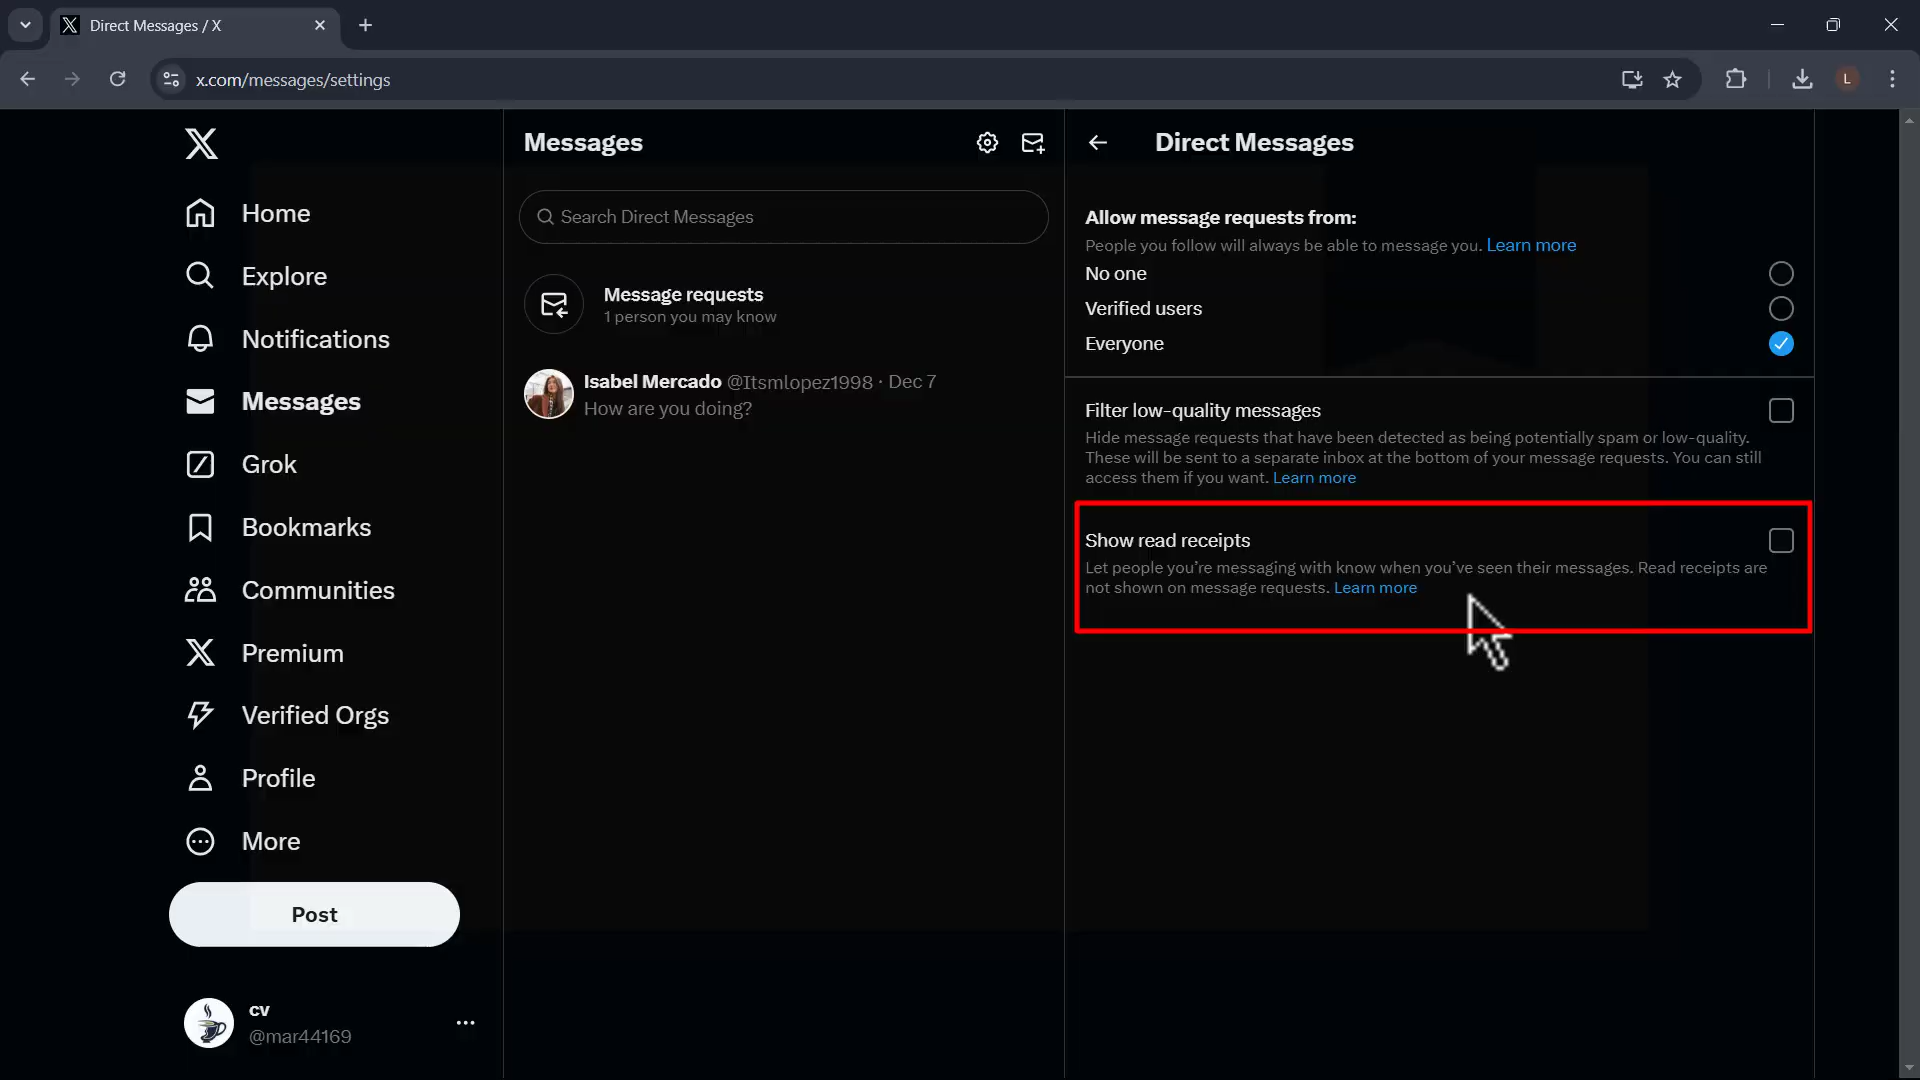 Direct Messages / X
x.com/messages/settings
L
Home
Explore
Notifications
Messages
Grok
Bookmarks
Communities
Premium
Verified Orgs
Profile
More
Post
cv
@mar44169
Messages
Search Direct Messages
Message requests
1 person you may know
Isabel Mercado @Itsmlopez1998 · Dec 7
How are you doing?
Direct Messages
Allow message requests from:
People you follow will always be able to message you. Learn more
No one
Verified users
Everyone
Filter low-quality messages
Hide message requests that have been detected as being potentially spam or low-quality.
These will be sent to a separate inbox at the bottom of your message requests. You can still
access them if you want. Learn more
Show read receipts
Let people you’re messaging with know when you’ve seen their messages. Read receipts are
not shown on message requests. Learn more